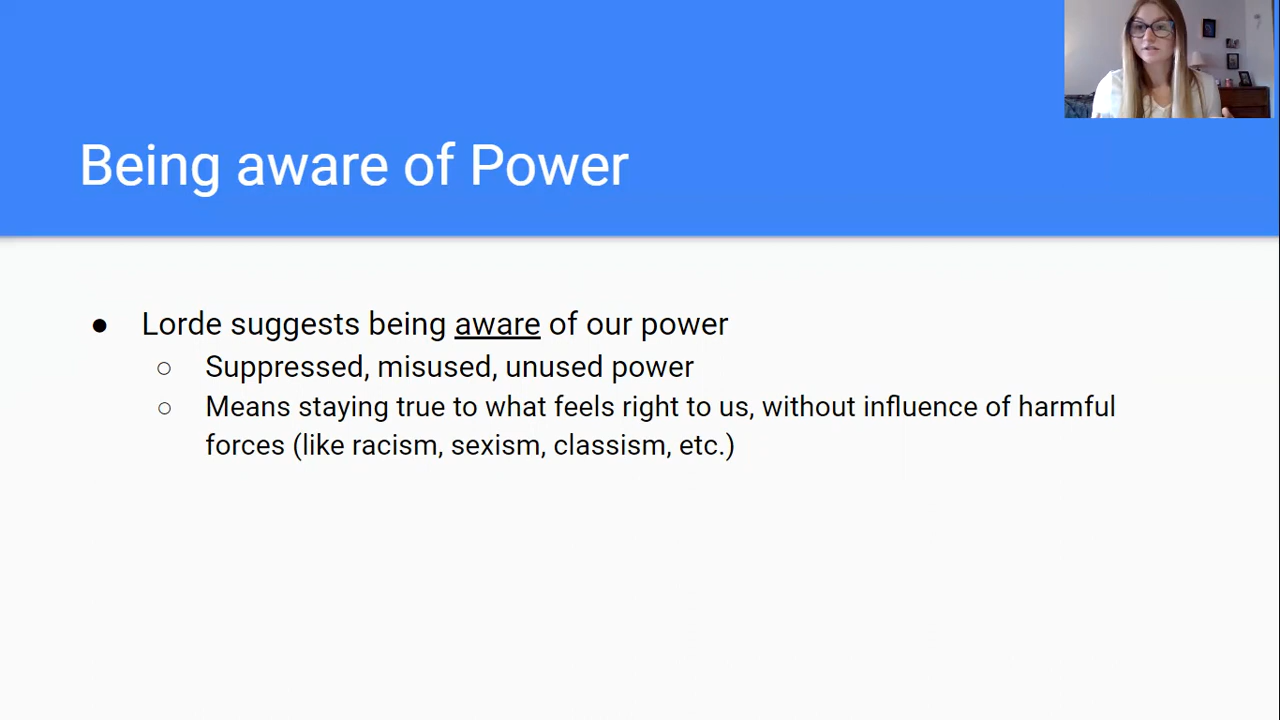 Being aware of Power
● Lorde suggests being aware of our power
○ Suppressed, misused, unused power
○ Means staying true to what feels right to us, without influence of harmful
forces (like racism, sexism, classism, etc.)